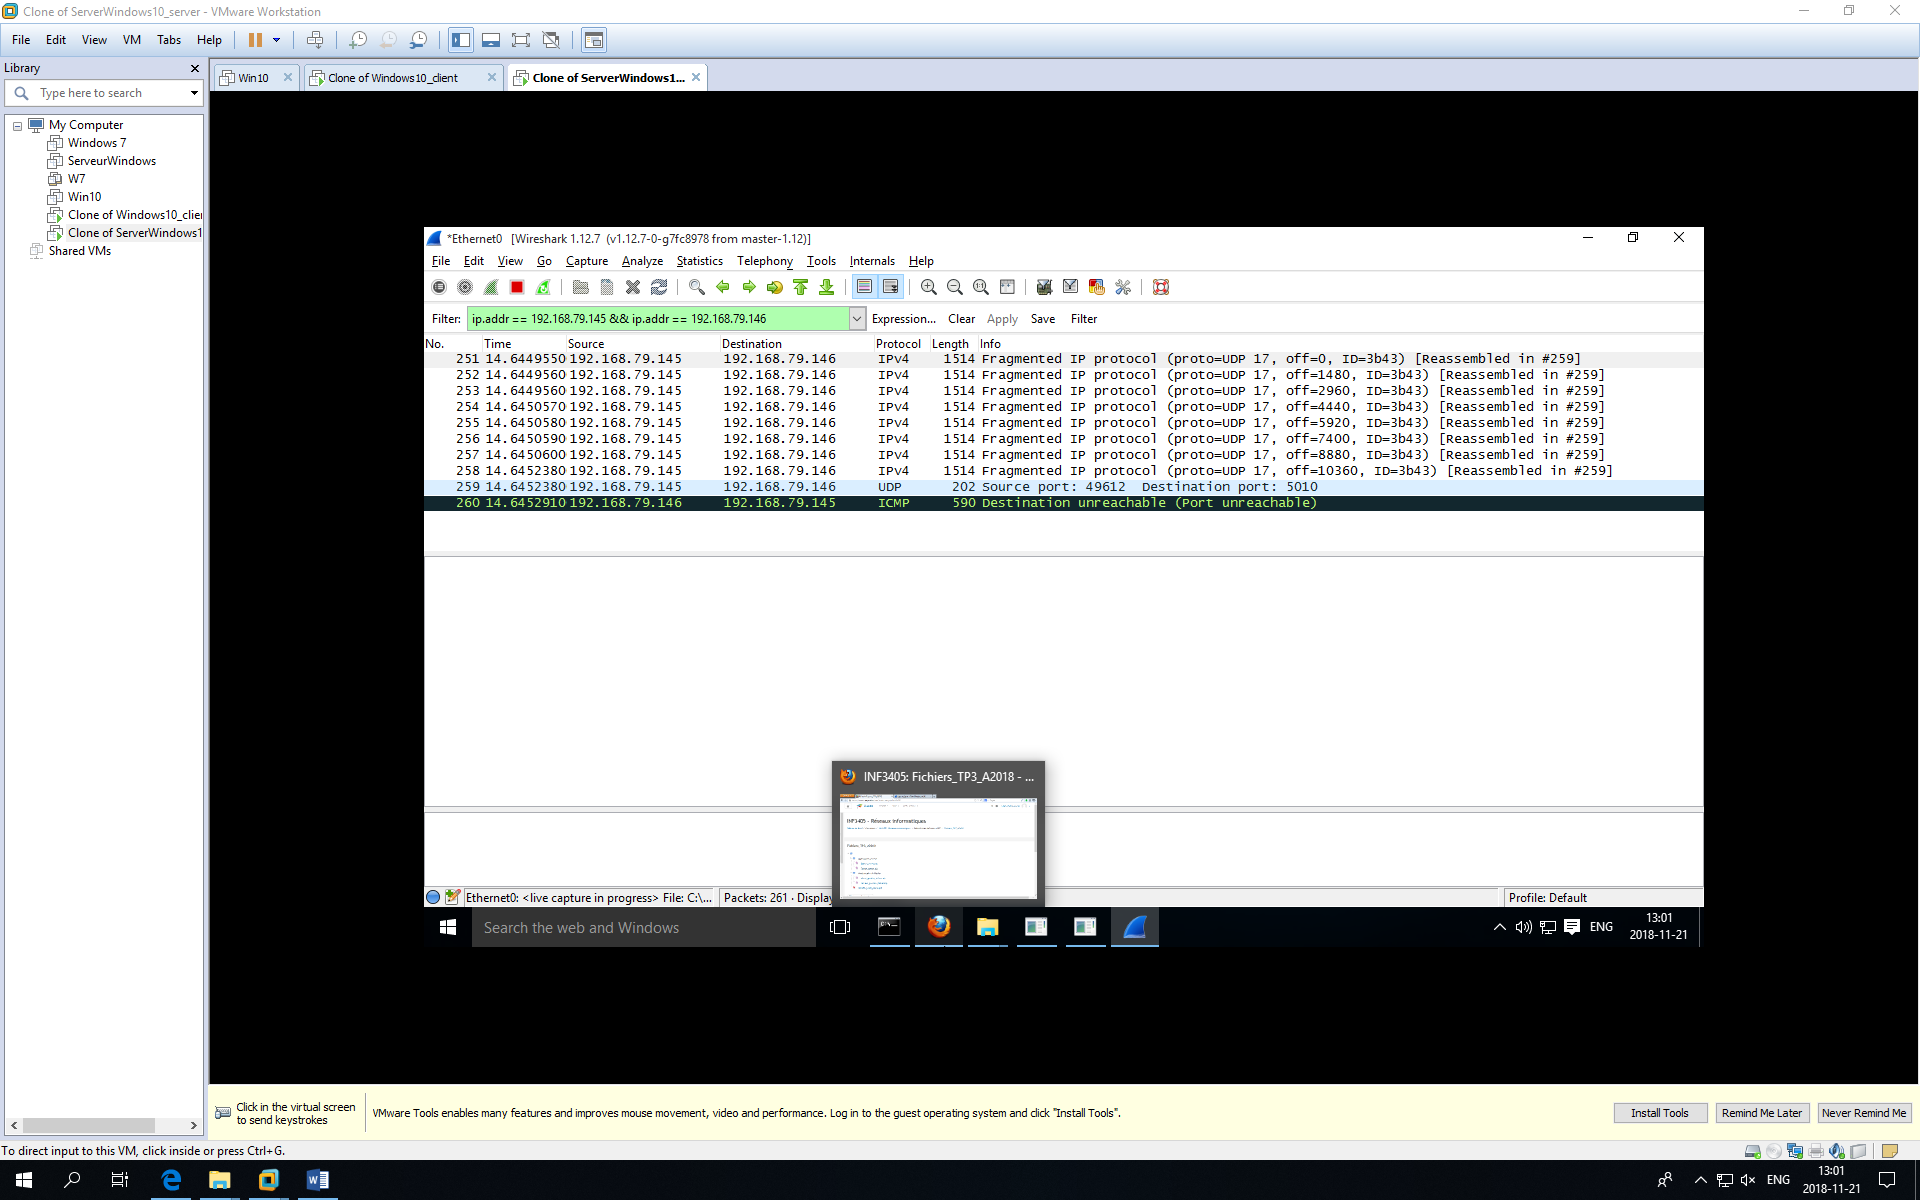 Clone of ServerWindows10_server - VMware Workstation
File Edit View VM Tabs Help
Library
Type here to search
My Computer
Windows 7
ServeurWindows
W7
Win10
Clone of Windows10_clier
Clone of ServerWindows1
Shared VMs
Win10
Clone of Windows10_client
Clone of ServerWindows1...
*Ethernet0 [Wireshark 1.12.7 (v1.12.7-0-g7fc8978 from master-1.12)]
File Edit View Go Capture Analyze Statistics Telephony Tools Internals Help
Filter: ip.addr == 192.168.79.145 && ip.addr == 192.168.79.146 Expression... Clear Apply Save Filter
No. Time Source Destination Protocol Length Info
251 14.6449550 192.168.79.145 192.168.79.146 IPv4 1514 Fragmented IP protocol (proto=UDP 17, off=0, ID=3b43) [Reassembled in #259]
252 14.6449560 192.168.79.145 192.168.79.146 IPv4 1514 Fragmented IP protocol (proto=UDP 17, off=1480, ID=3b43) [Reassembled in #259]
253 14.6449560 192.168.79.145 192.168.79.146 IPv4 1514 Fragmented IP protocol (proto=UDP 17, off=2960, ID=3b43) [Reassembled in #259]
254 14.6450570 192.168.79.145 192.168.79.146 IPv4 1514 Fragmented IP protocol (proto=UDP 17, off=4440, ID=3b43) [Reassembled in #259]
255 14.6450580 192.168.79.145 192.168.79.146 IPv4 1514 Fragmented IP protocol (proto=UDP 17, off=5920, ID=3b43) [Reassembled in #259]
256 14.6450590 192.168.79.145 192.168.79.146 IPv4 1514 Fragmented IP protocol (proto=UDP 17, off=7400, ID=3b43) [Reassembled in #259]
257 14.6450600 192.168.79.145 192.168.79.146 IPv4 1514 Fragmented IP protocol (proto=UDP 17, off=8880, ID=3b43) [Reassembled in #259]
258 14.6452380 192.168.79.145 192.168.79.146 IPv4 1514 Fragmented IP protocol (proto=UDP 17, off=10360, ID=3b43) [Reassembled in #259]
259 14.6452380 192.168.79.145 192.168.79.146 UDP 202 Source port: 49612 Destination port: 5010
260 14.6452910 192.168.79.146 192.168.79.145 ICMP 590 Destination unreachable (Port unreachable)
INF3405: Fichiers_TP3_A2018 - ...
INF3405 - Réseaux informatiques
Ethernet0: <live capture in progress> File: C:\... Packets: 261 · Display Profile: Default
Search the web and Windows
ENG
13:01
2018-11-21
Click in the virtual screen
to send keystrokes
VMware Tools enables many features and improves mouse movement, video and performance. Log in to the guest operating system and click "Install Tools".
Install Tools
Remind Me Later
Never Remind Me
To direct input to this VM, click inside or press Ctrl+G.
ENG
13:01
2018-11-21